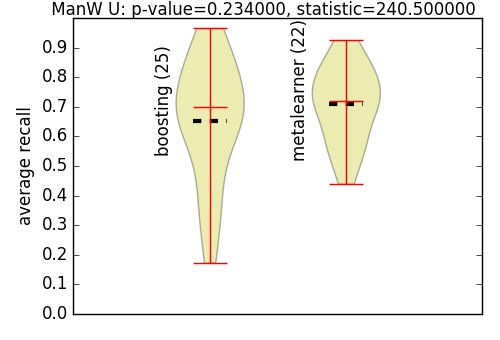 ManW U: p-value=0.234000, statistic=240.500000
0.9
0.8
0.7
0.6
0.5
0.4
0.3
0.2
0.1
0.0
average recall
boosting (25)
metalearner (22)